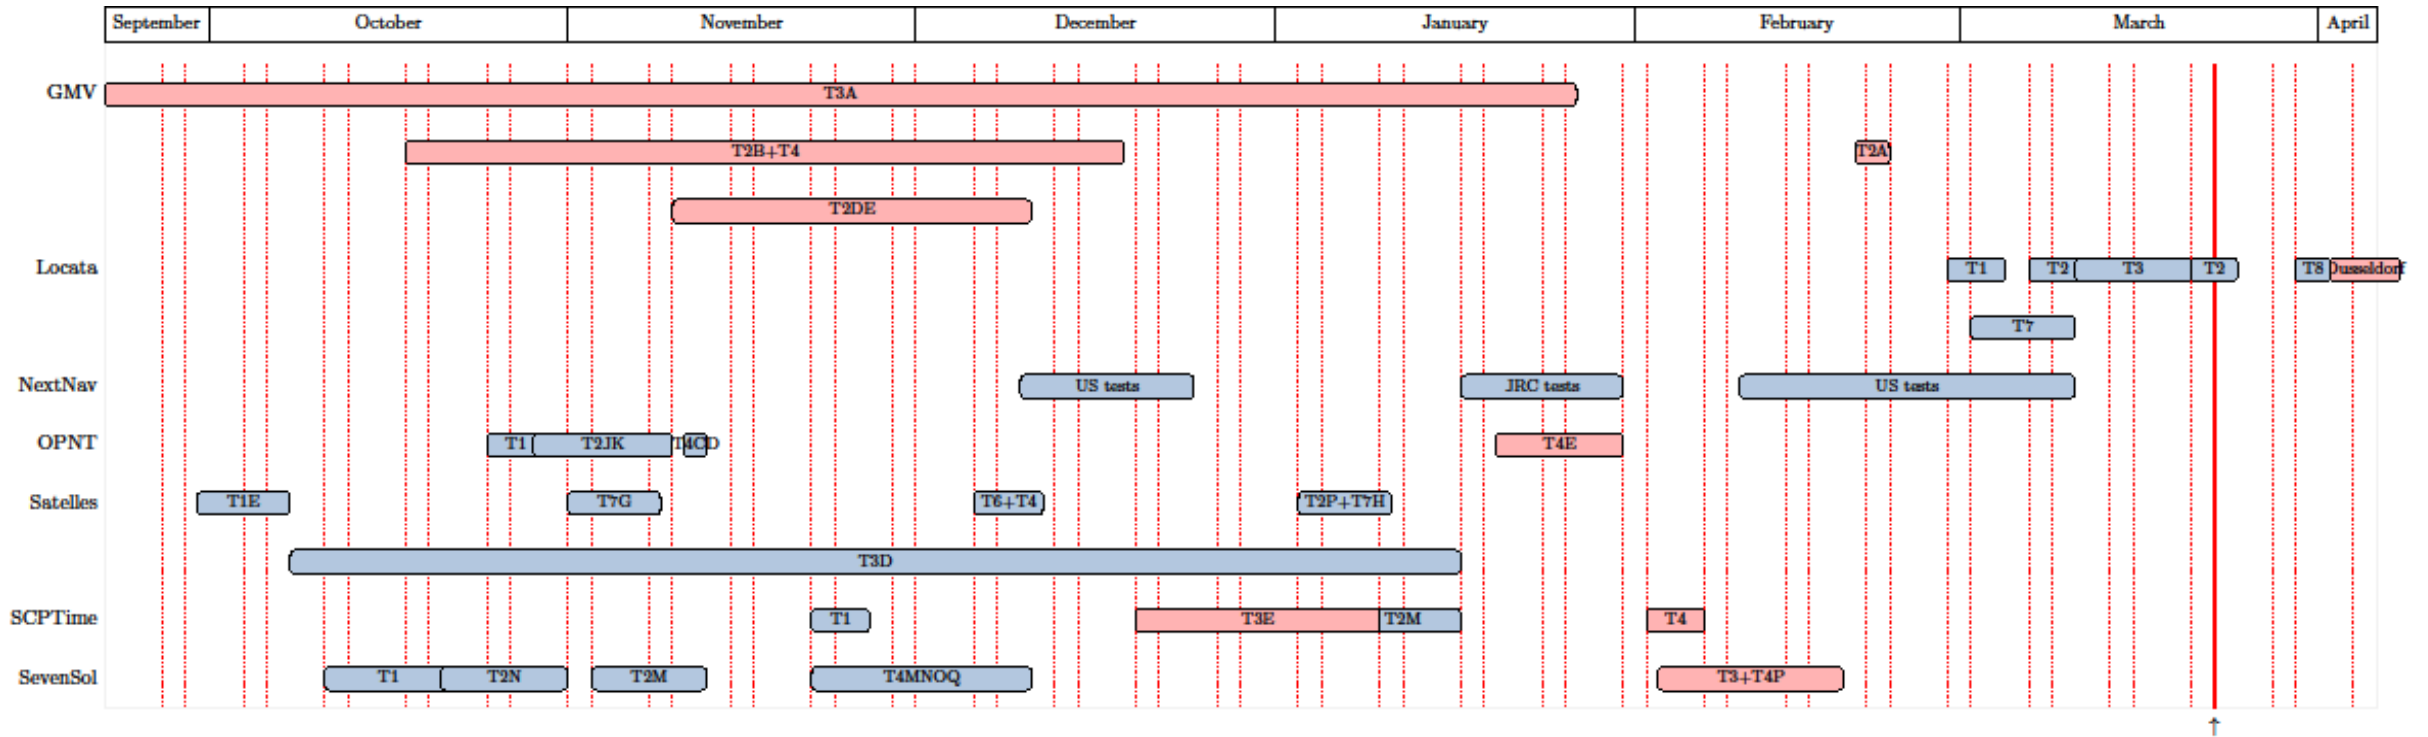 September October November December January February March April
GMV T3A
T2B+T4 T2A
T2DE
Locata T1 T2 T3 T2 T8 Dusseldorf
T7
NextNav US tests JRC tests US tests
OPNT T1 T2JK T4CD T4E
Satelles T1E T7G T6+T4 T2P+T7H
T3D
SCPTime T1 T3E T2M T4
SevenSol T1 T2N T2M T4MNOQ T3+T4P
↑